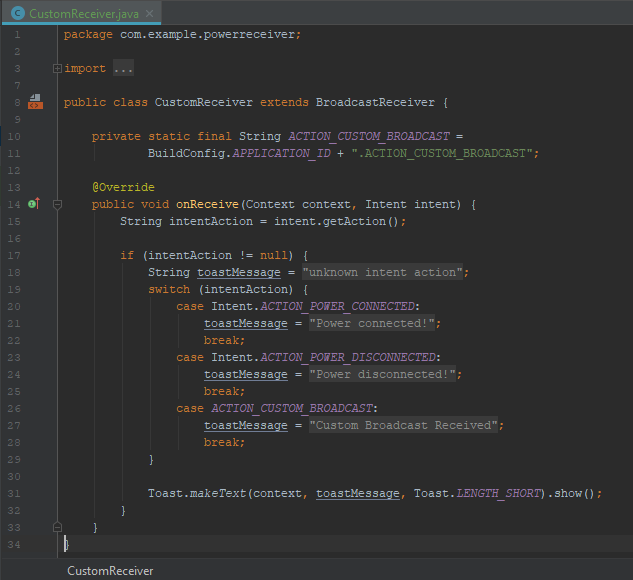 CustomReceiver.java
1 package com.example.powerreceiver;
2
3 import ...
7
8 public class CustomReceiver extends BroadcastReceiver {
9
10     private static final String ACTION_CUSTOM_BROADCAST =
11             BuildConfig.APPLICATION_ID + ".ACTION_CUSTOM_BROADCAST";
12
13     @Override
14     public void onReceive(Context context, Intent intent) {
15         String intentAction = intent.getAction();
16
17         if (intentAction != null) {
18             String toastMessage = "unknown intent action";
19             switch (intentAction) {
20                 case Intent.ACTION_POWER_CONNECTED:
21                     toastMessage = "Power connected!";
22                     break;
23                 case Intent.ACTION_POWER_DISCONNECTED:
24                     toastMessage = "Power disconnected!";
25                     break;
26                 case ACTION_CUSTOM_BROADCAST:
27                     toastMessage = "Custom Broadcast Received";
28                     break;
29             }
30
31             Toast.makeText(context, toastMessage, Toast.LENGTH_SHORT).show();
32         }
33     }
34 }
CustomReceiver